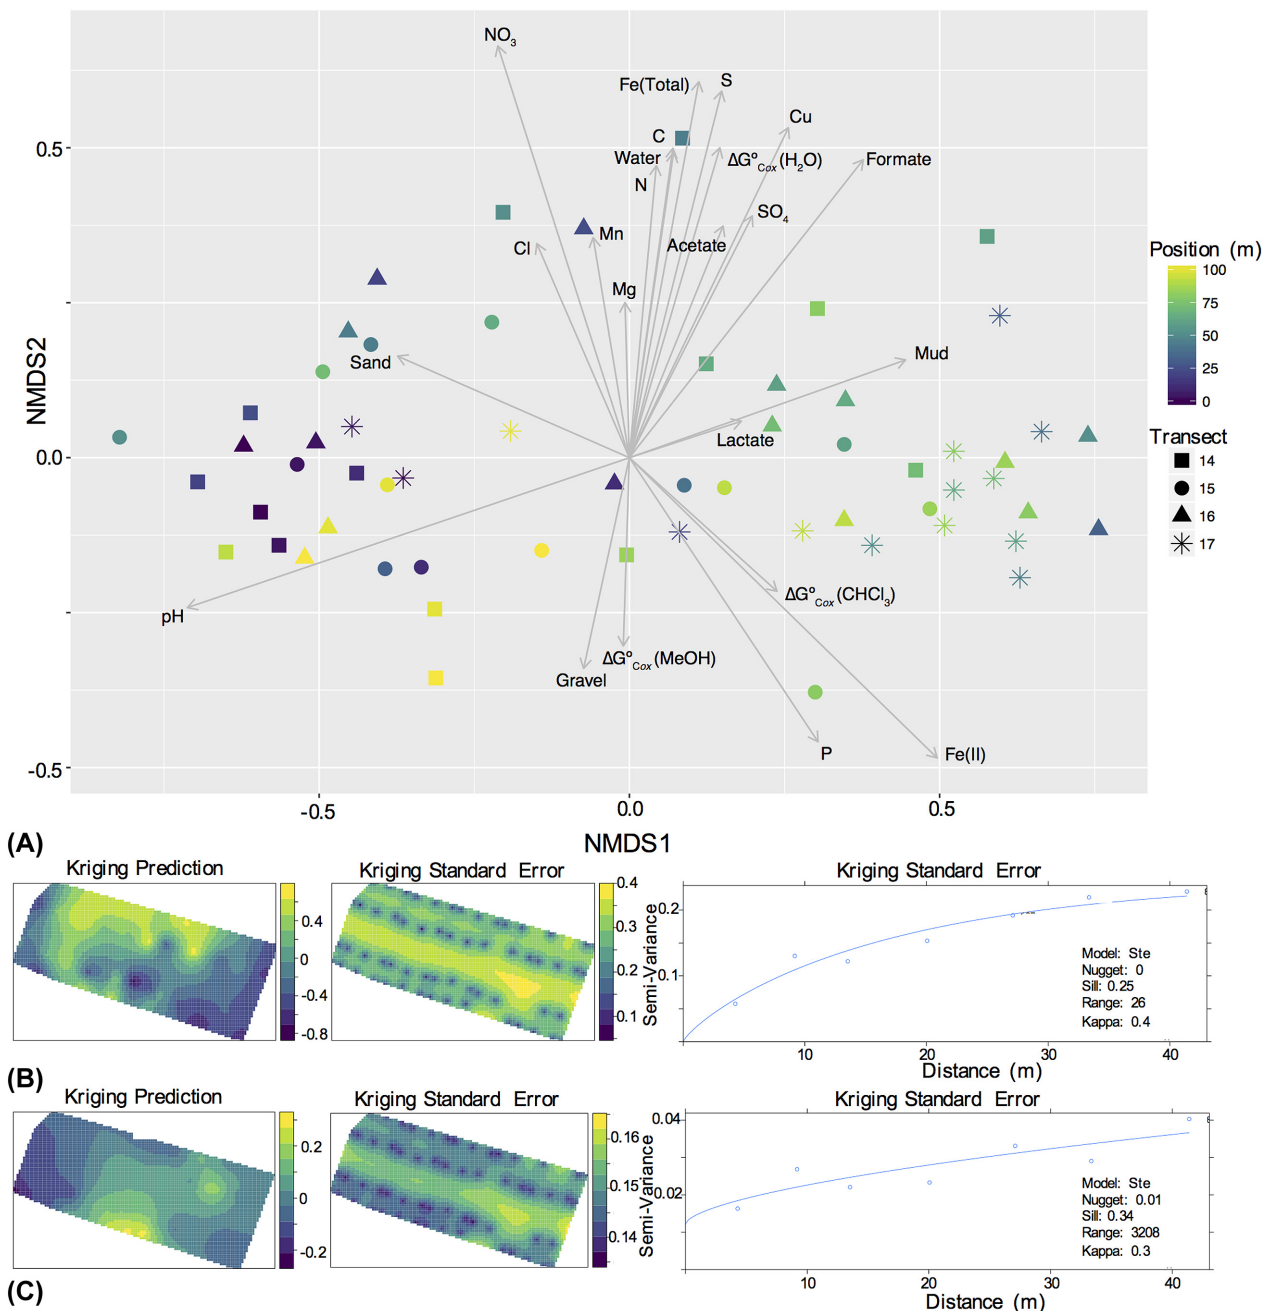 NO3
Fe(Total)
S
Cu
C
Water
ΔG°Cox(H2O)
Formate
N
SO4
Mn
Cl
Acetate
Mg
Sand
Mud
Lactate
pH
ΔG°Cox(CHCl3)
ΔG°Cox(MeOH)
Gravel
P
Fe(II)
NMDS2
0.5
0.0
-0.5
-0.5
0.0
0.5
NMDS1
Position (m)
100
75
50
25
0
Transect
14
15
16
17
(A)
Kriging Prediction
0.4
0
-0.4
-0.8
Kriging Standard Error
0.4
0.3
0.2
0.1
Kriging Standard Error
Semi-Variance
0.2
0.1
Model: Ste
Nugget: 0
Sill: 0.25
Range: 26
Kappa: 0.4
10
20
30
40
Distance (m)
(B)
Kriging Prediction
0.2
0
-0.2
Kriging Standard Error
0.16
0.15
0.14
Kriging Standard Error
Semi-Variance
0.04
0.02
Model: Ste
Nugget: 0.01
Sill: 0.34
Range: 3208
Kappa: 0.3
10
20
30
40
Distance (m)
(C)